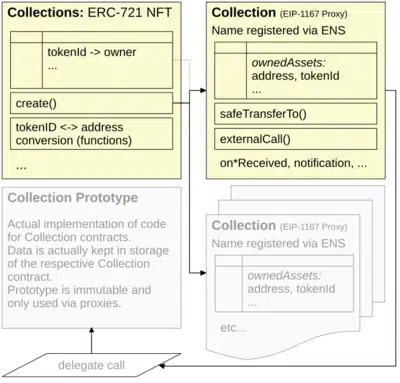 Collections: ERC-721 NFT
tokenId -> owner
...
create()
tokenID <-> address
conversion (functions)
...
Collection (EIP-1167 Proxy)
Name registered via ENS
ownedAssets:
address, tokenId
...
safeTransferTo()
externalCall()
on*Received, notification, ...
Collection Prototype
Actual implementation of code
for Collection contracts.
Data is actually kept in storage
of the respective Collection
contract.
Prototype is immutable and
only used via proxies.
Collection (EIP-1167 Proxy)
Name registered via ENS
ownedAssets:
address, tokenId
...
etc...
delegate call